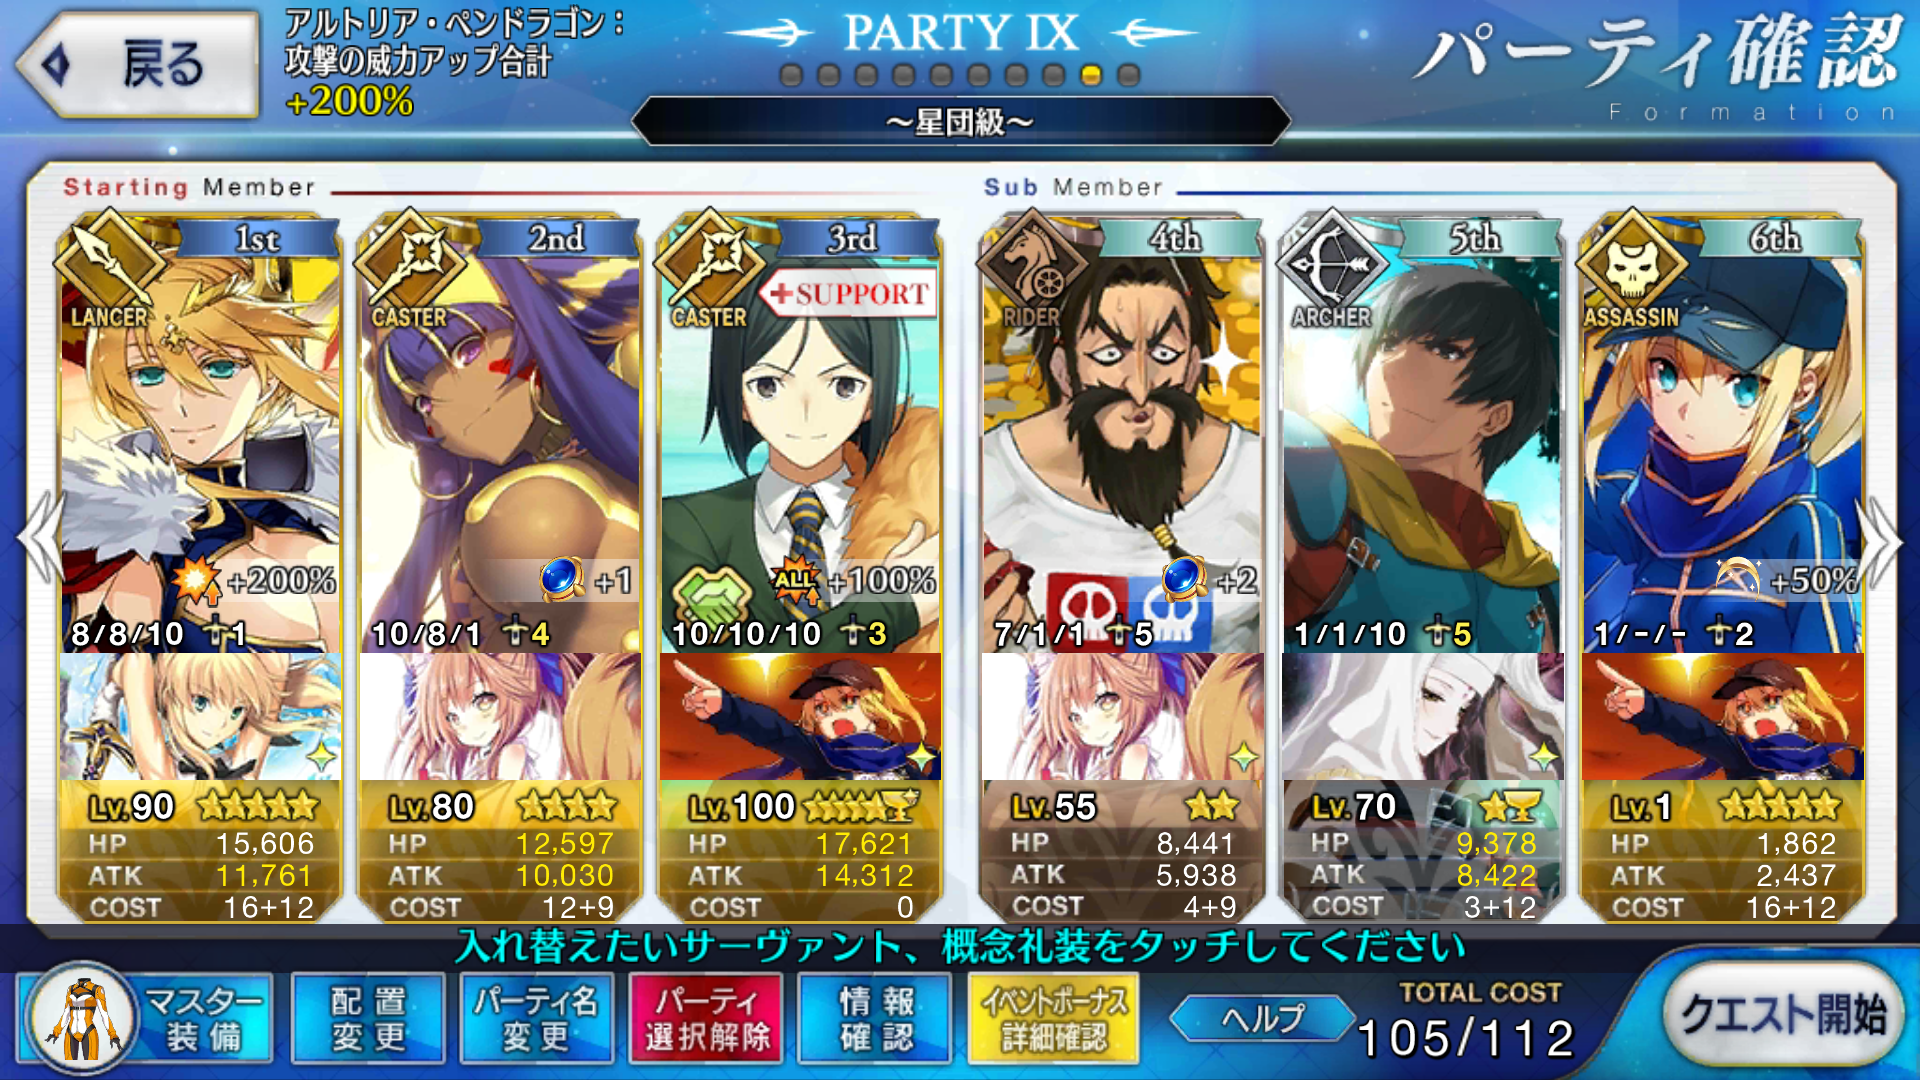 戻る
アルトリア・ペンドラゴン：
攻撃の威力アップ合計
+200%
PARTY IX
～星団級～
パーティ確認
Formation
Starting Member
Sub Member
1st
LANCER
+200%
8/8/10 1
Lv.90
HP 15,606
ATK 11,761
COST 16+12
2nd
CASTER
+1
10/8/1 4
Lv.80
HP 12,597
ATK 10,030
COST 12+9
3rd
CASTER
+SUPPORT
ALL +100%
10/10/10 3
Lv.100
HP 17,621
ATK 14,312
COST 0
4th
RIDER
+2
7/1/1 5
Lv.55
HP 8,441
ATK 5,938
COST 4+9
5th
ARCHER
1/1/10 5
Lv.70
HP 9,378
ATK 8,422
COST 3+12
6th
ASSASSIN
+50%
1/-/- 2
Lv.1
HP 1,862
ATK 2,437
COST 16+12
入れ替えたいサーヴァント、概念礼装をタッチしてください
マスター
装備
配置
変更
パーティ名
変更
パーティ
選択解除
情報
確認
イベントボーナス
詳細確認
ヘルプ
TOTAL COST
105/112
クエスト開始